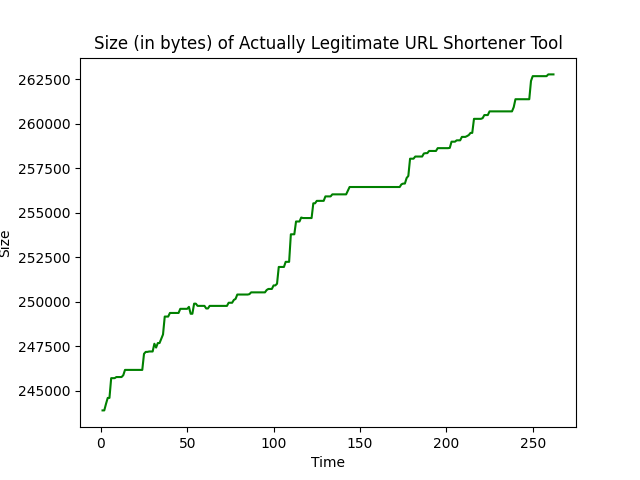 Size (in bytes) of Actually Legitimate URL Shortener Tool
262500
260000
257500
255000
252500
250000
247500
245000
Size
0 50 100 150 200 250
Time